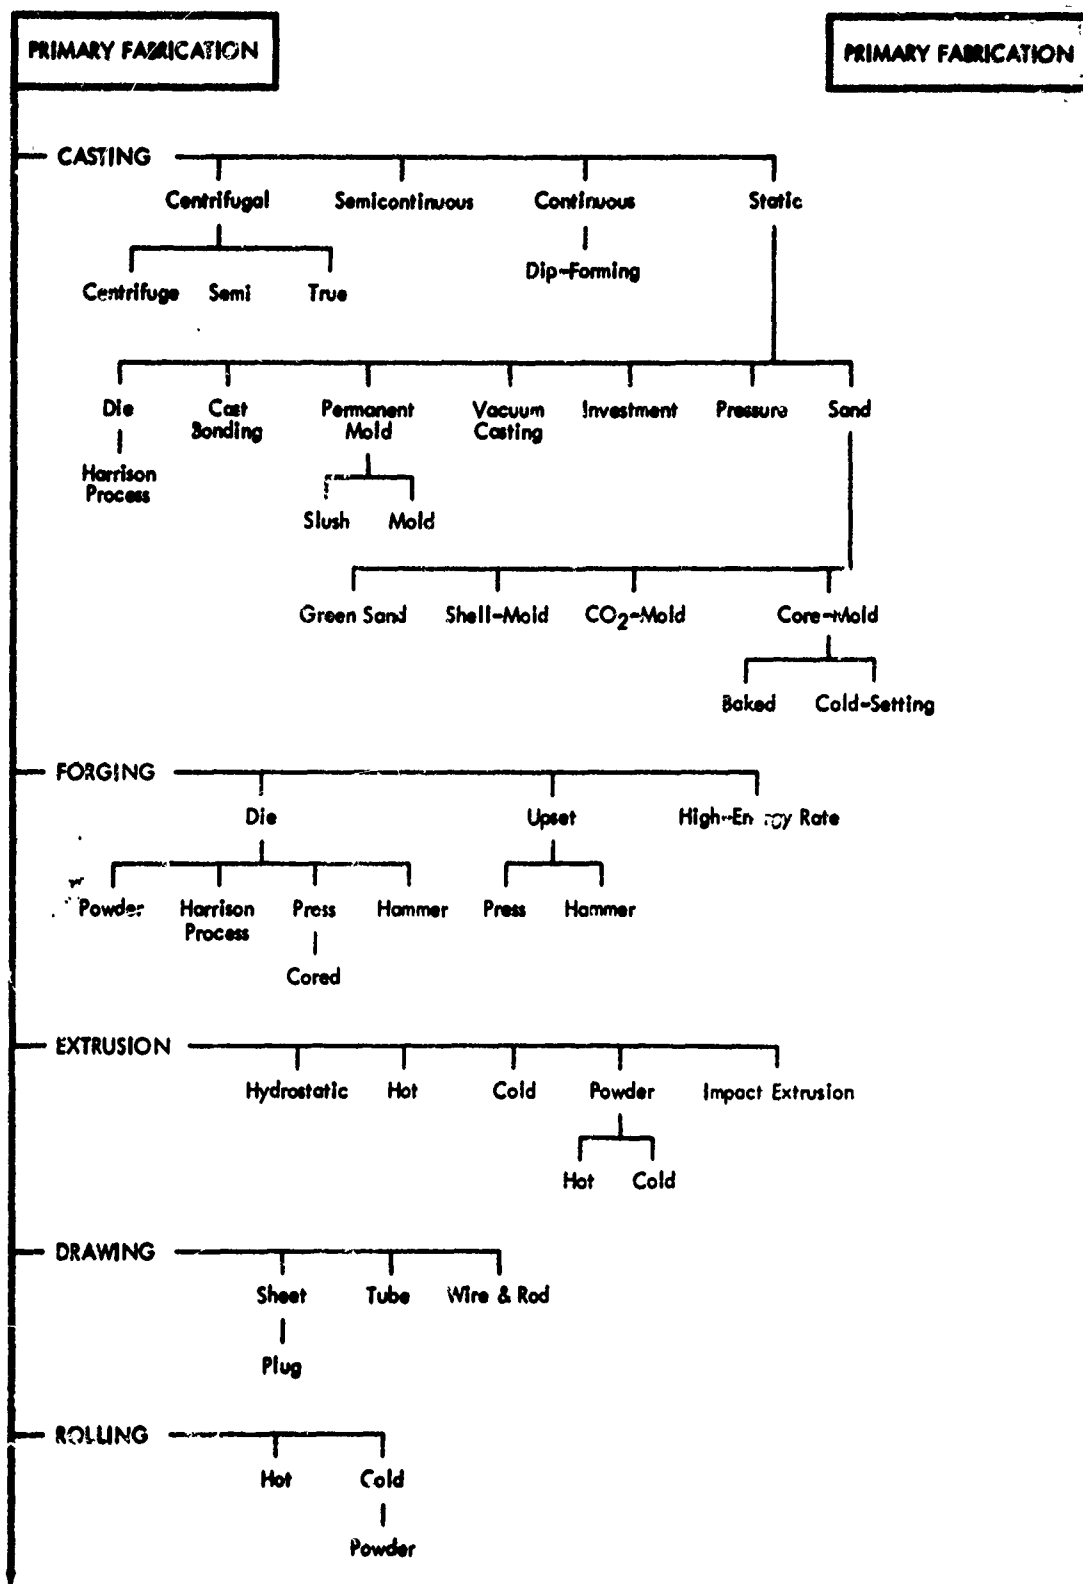 PRIMARY FABRICATION
PRIMARY FABRICATION
CASTING
Centrifugal Semicontinuous Continuous Static
Dip-Forming
Centrifuge Semi True
Die Cast Permanent Vacuum Investment Pressure Sand
Bonding Mold Casting
Harrison
Process
Slush Mold
Green Sand Shell-Mold CO₂-Mold Core-Mold
Baked Cold-Setting
FORGING
Die Upset High-Energy Rate
Powder Harrison Press Hammer Press Hammer
Process
Cored
EXTRUSION
Hydrostatic Hot Cold Powder Impact Extrusion
Hot Cold
DRAWING
Sheet Tube Wire & Rod
Plug
ROLLING
Hot Cold
Powder